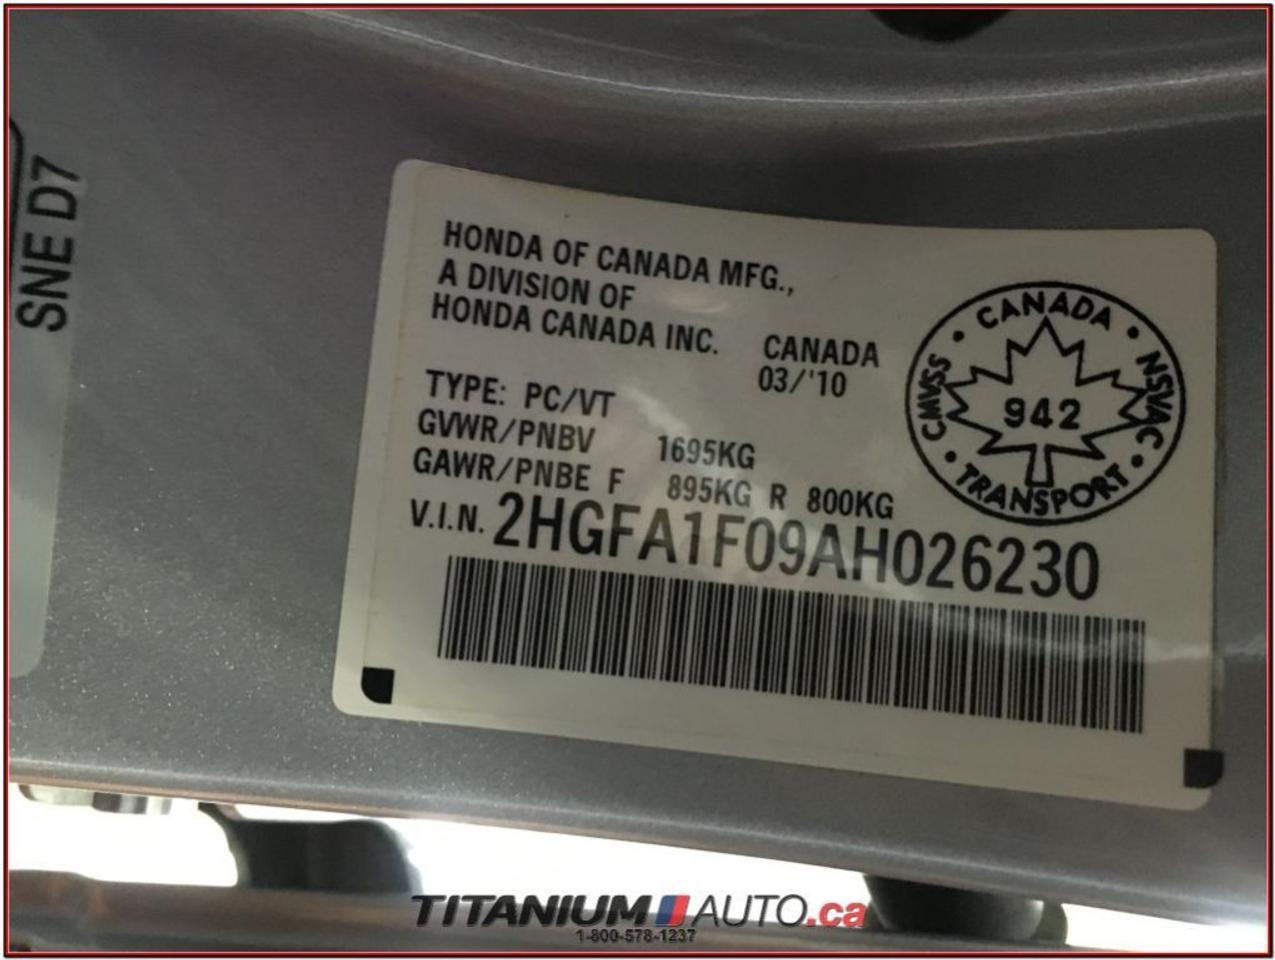 SNE D7
HONDA OF CANADA MFG.,
A DIVISION OF
HONDA CANADA INC. CANADA
03/'10
TYPE: PC/VT
GVWR/PNBV 1695KG
GAWR/PNBE F 895KG R 800KG
V.I.N. 2HGFA1F09AH026230
CANADA
CMVSS NSVAC
942
TRANSPORT
TITANIUM AUTO.ca
1-800-578-1237